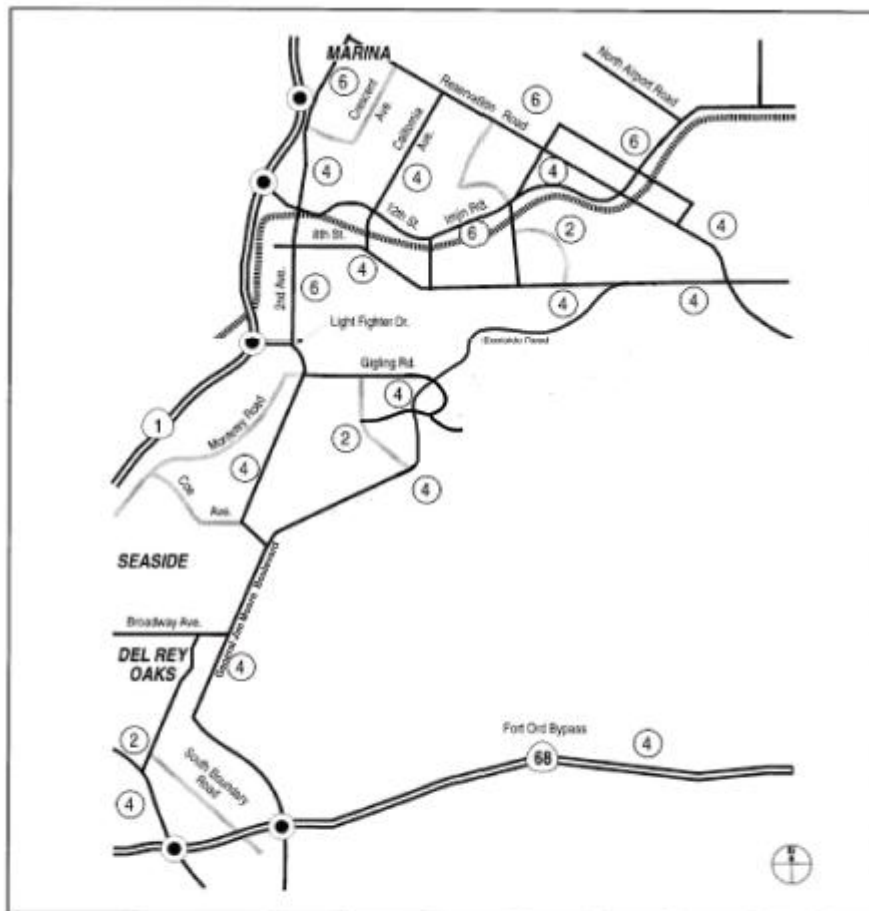 MARINA
North Airport Road
6
Crescent
Ave
California
Ave.
Reservation
Road
6
6
4
4
4
12th St.
Imjin Rd.
6
2
4
8th St.
4
2nd Ave.
6
4
4
Light Fighter Dr.
Gigling Rd.
4
1
Monterey Road
2
4
4
Coe
Ave.
SEASIDE
General Jim Moore Boulevard
Broadway Ave.
DEL REY
OAKS
4
2
Fort Ord Bypass
4
68
South Boundary
Road
4
N